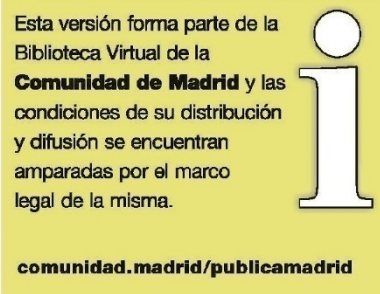 Esta versión forma parte de la
Biblioteca Virtual de la
Comunidad de Madrid y las
condiciones de su distribución
y difusión se encuentran
amparadas por el marco
legal de la misma.
i
comunidad.madrid/publicamadrid